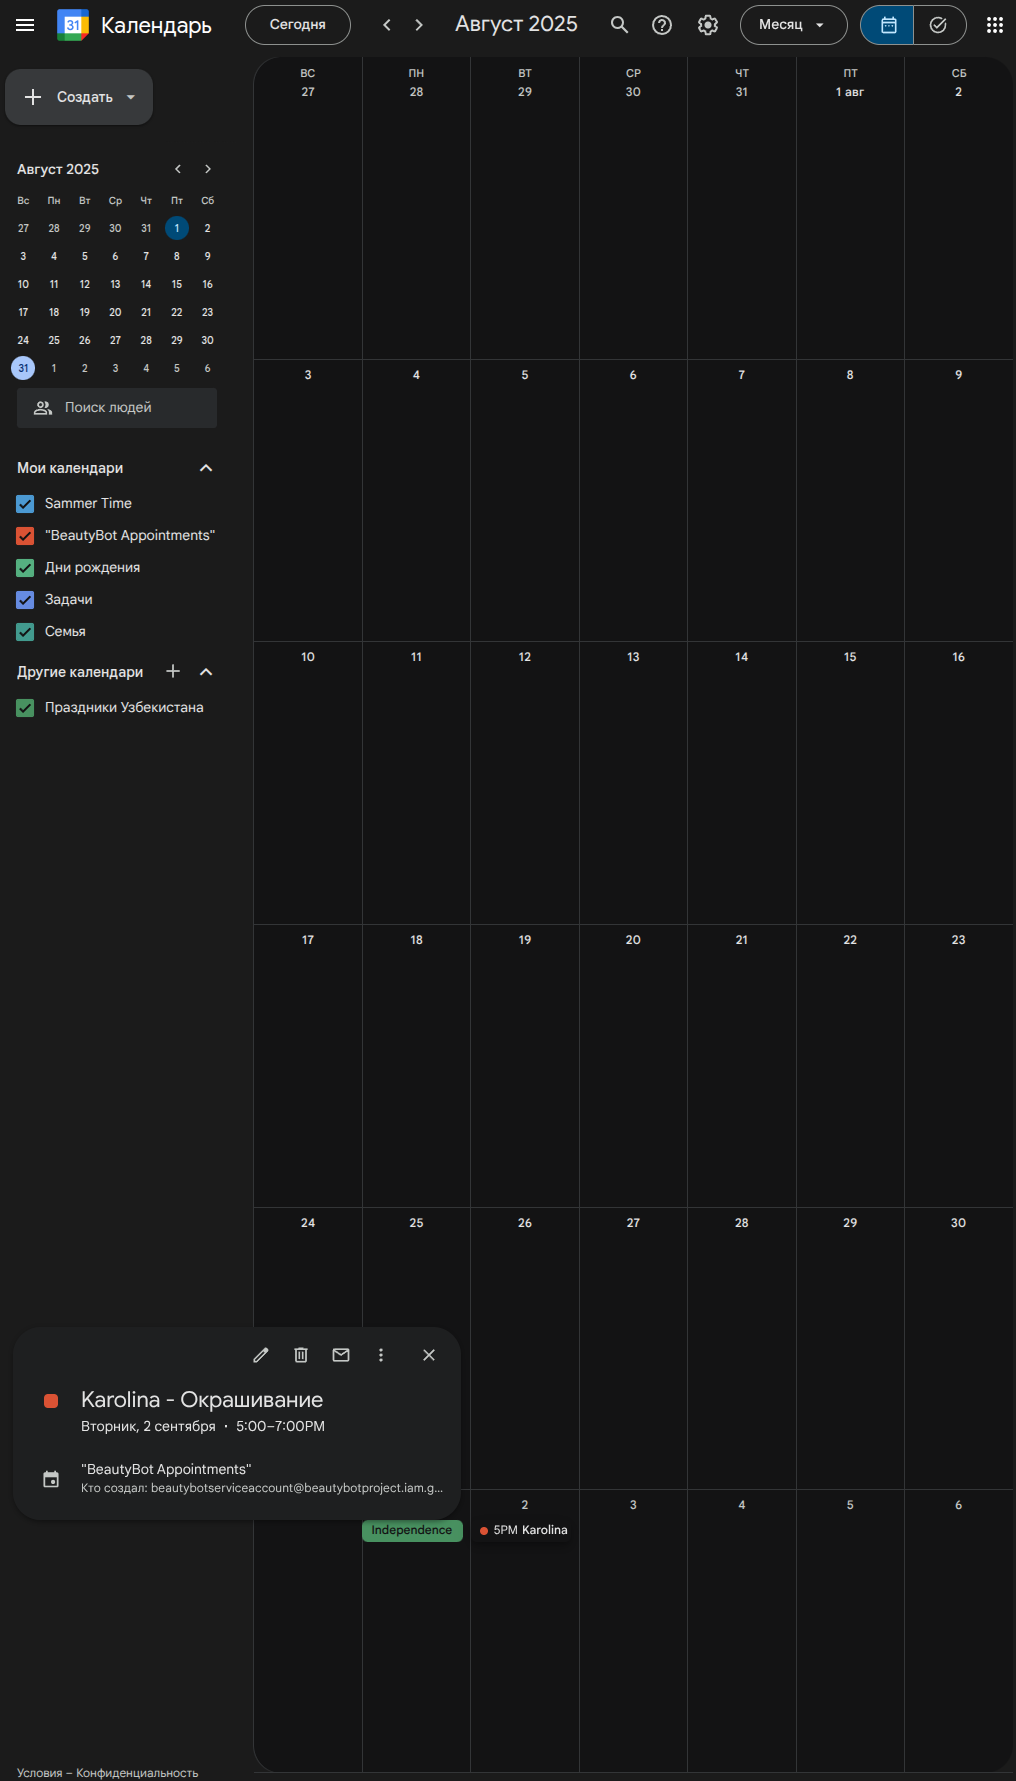 31 Календарь
Сегодня
Август 2025
Месяц
Создать
Август 2025
Вс Пн Вт Ср Чт Пт Сб
27 28 29 30 31 1 2
3 4 5 6 7 8 9
10 11 12 13 14 15 16
17 18 19 20 21 22 23
24 25 26 27 28 29 30
31 1 2 3 4 5 6
Поиск людей
Мои календари
Sammer Time
"BeautyBot Appointments"
Дни рождения
Задачи
Семья
Другие календари
Праздники Узбекистана
ВС ПН ВТ СР ЧТ ПТ СБ
27 28 29 30 31 1 авг 2
3 4 5 6 7 8 9
10 11 12 13 14 15 16
17 18 19 20 21 22 23
24 25 26 27 28 29 30
Karolina - Окрашивание
Вторник, 2 сентября · 5:00–7:00PM
"BeautyBot Appointments"
Кто создал: beautybotserviceaccount@beautybotproject.iam.g...
2 3 4 5 6
Independence
5PM Karolina
Условия – Конфиденциальность